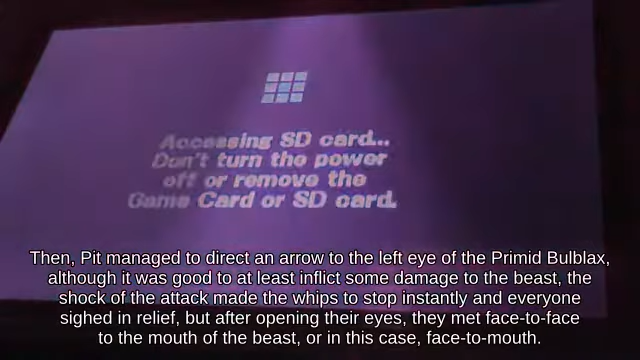 Accessing SD card...
Don't turn the power
off or remove the
Game Card or SD card.
Then, Pit managed to direct an arrow to the left eye of the Primid Bulblax,
although it was good to at least inflict some damage to the beast, the
shock of the attack made the whips to stop instantly and everyone
sighed in relief, but after opening their eyes, they met face-to-face
to the mouth of the beast, or in this case, face-to-mouth.